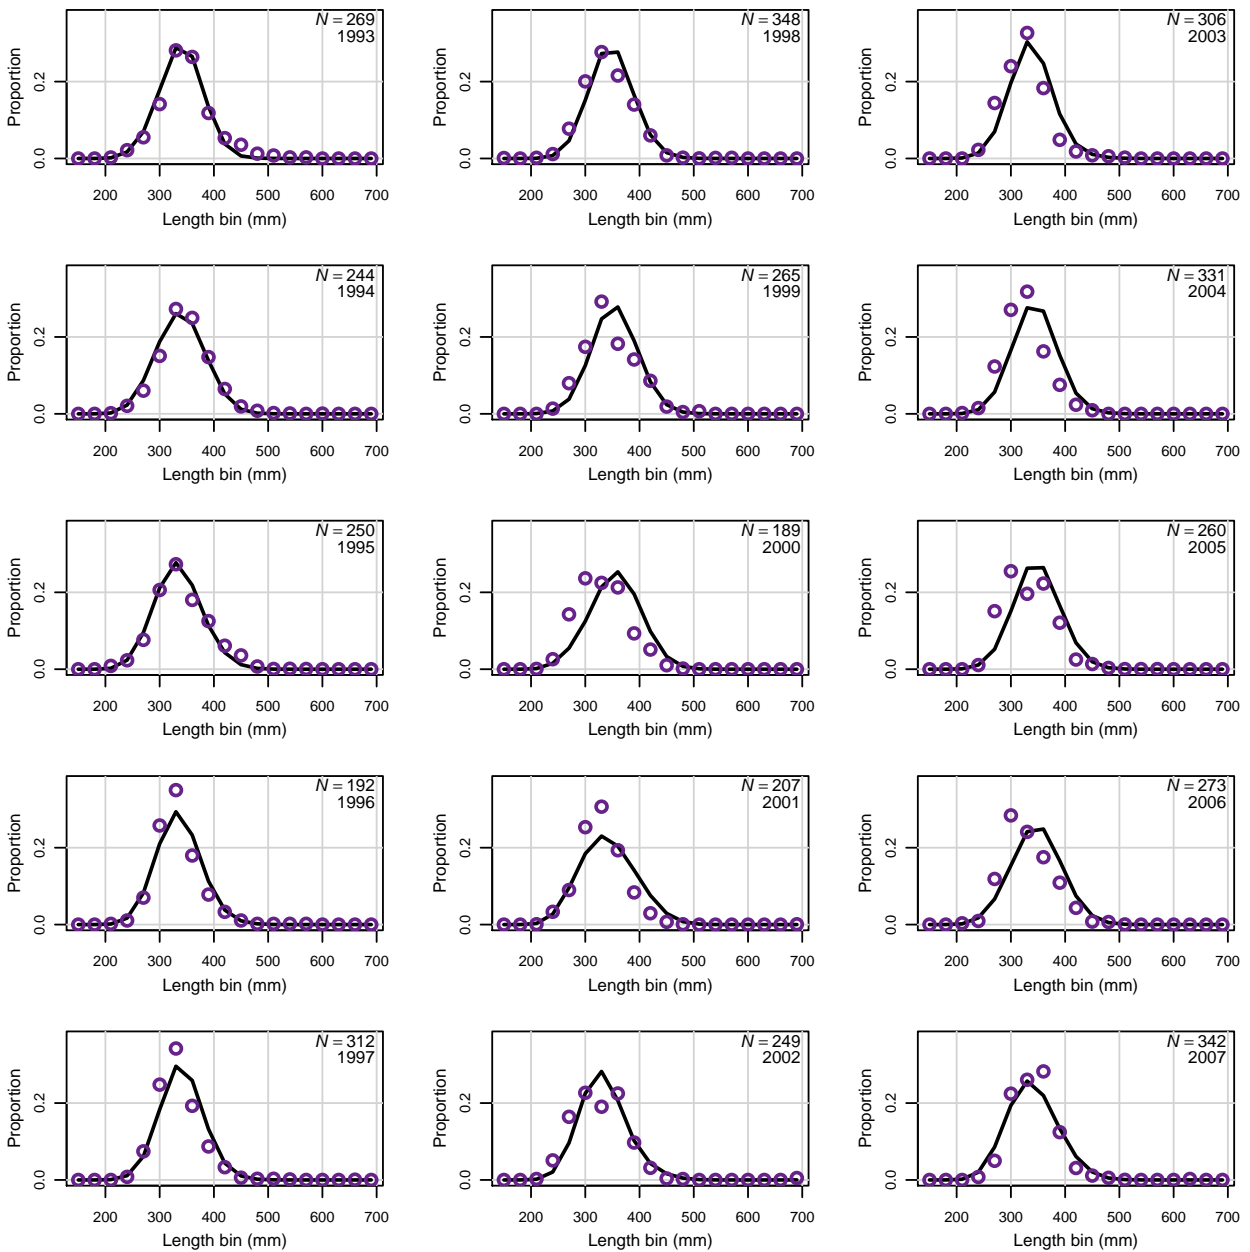 N = 269
1993
Proportion
0.2
0.0
200 300 400 500 600 700
Length bin (mm)
N = 348
1998
Proportion
0.2
0.0
200 300 400 500 600 700
Length bin (mm)
N = 306
2003
Proportion
0.2
0.0
200 300 400 500 600 700
Length bin (mm)
N = 244
1994
Proportion
0.2
0.0
200 300 400 500 600 700
Length bin (mm)
N = 265
1999
Proportion
0.2
0.0
200 300 400 500 600 700
Length bin (mm)
N = 331
2004
Proportion
0.2
0.0
200 300 400 500 600 700
Length bin (mm)
N = 250
1995
Proportion
0.2
0.0
200 300 400 500 600 700
Length bin (mm)
N = 189
2000
Proportion
0.2
0.0
200 300 400 500 600 700
Length bin (mm)
N = 260
2005
Proportion
0.2
0.0
200 300 400 500 600 700
Length bin (mm)
N = 192
1996
Proportion
0.2
0.0
200 300 400 500 600 700
Length bin (mm)
N = 207
2001
Proportion
0.2
0.0
200 300 400 500 600 700
Length bin (mm)
N = 273
2006
Proportion
0.2
0.0
200 300 400 500 600 700
Length bin (mm)
N = 312
1997
Proportion
0.2
0.0
200 300 400 500 600 700
Length bin (mm)
N = 249
2002
Proportion
0.2
0.0
200 300 400 500 600 700
Length bin (mm)
N = 342
2007
Proportion
0.2
0.0
200 300 400 500 600 700
Length bin (mm)